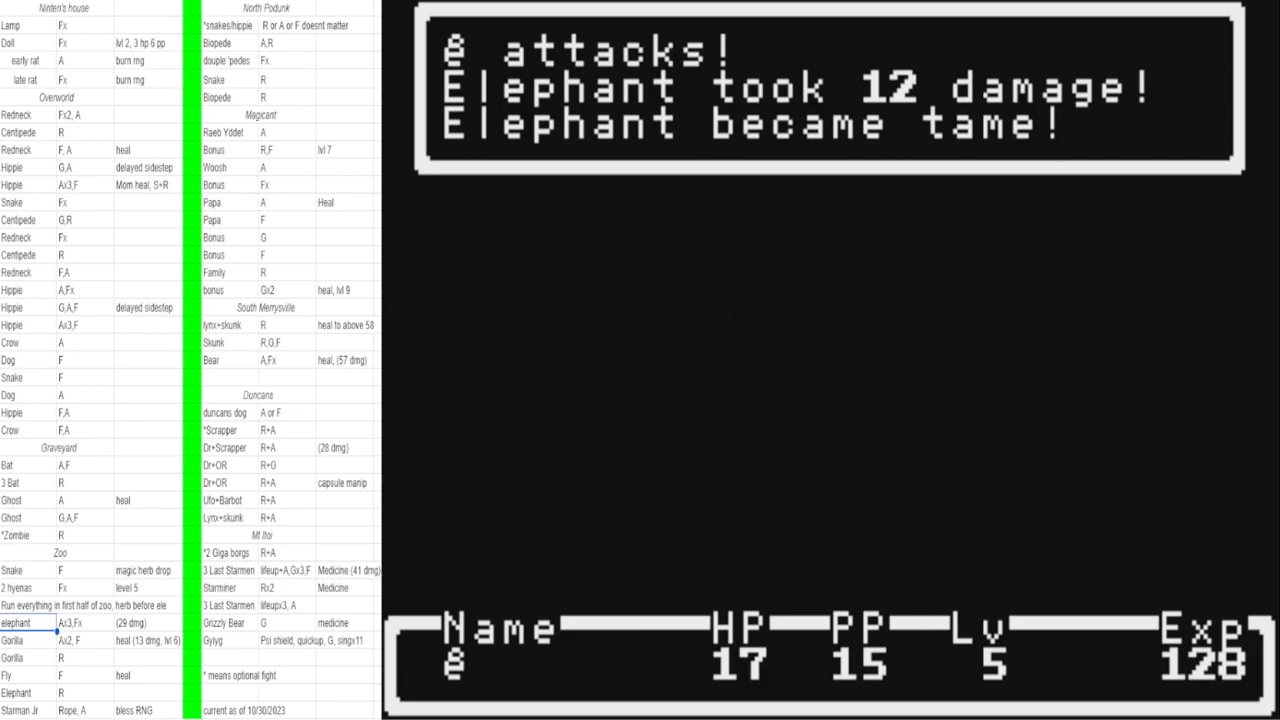 Ninten's house
Lamp Fx
Doll Fx lvl 2, 3 hp 6 pp
early rat A burn rng
late rat Fx burn rng
Overworld
Redneck Fx2, A
Centipede R
Redneck F, A heal
Hippie G,A delayed sidestep
Hippie Ax3,F Mom heal, S+R
Snake Fx
Centipede G,R
Redneck Fx
Centipede R
Redneck F,A
Hippie A,Fx
Hippie G,A,F delayed sidestep
Hippie Ax3,F
Crow A
Dog F
Snake F
Dog A
Hippie F,A
Crow F,A
Graveyard
Bat A,F
3 Bat R
Ghost A heal
Ghost G,A,F
*Zombie R
Zoo
Snake F magic herb drop
2 hyenas Fx level 5
Run everything in first half of zoo, herb before ele
elephant Ax3,Fx (29 dmg)
Gorilla Ax2, F heal (13 dmg, lvl 6)
Gorilla R
Fly F heal
Elephant R
Starman Jr Rope, A bless RNG
North Podunk
*snakes/hippie R or A or F doesnt matter
Biopede A,R
douple 'pedes Fx
Snake R
Biopede R
Magicant
Raeb Yddet A
Bonus R,F lvl 7
Woosh A
Bonus Fx
Papa A Heal
Papa F
Bonus G
Bonus F
Family R
bonus Gx2 heal, lvl 9
South Merrysville
lynx+skunk R heal to above 58
Skunk R,G,F
Bear A,Fx heal, (57 dmg)
Duncans
duncans dog A or F
*Scrapper R+A
Dr+Scrapper R+A (28 dmg)
Dr+OR R+G
Dr+OR R+A capsule manip
Ufo+Barbot R+A
Lynx+skunk R+A
Mt Itoi
*2 Giga borgs R+A
3 Last Starmen lifeup+A,Gx3,F Medicine (41 dmg)
Starminer Rx2 Medicine
3 Last Starmen lifeupx3, A
Grizzly Bear G medicine
Gyiyg Psi shield, quickup, G, singx11
* means optional fight
current as of 10/30/2023
@ attacks!
Elephant took 12 damage!
Elephant became tame!
Name HP PP Lv Exp
@ 17 15 5 128